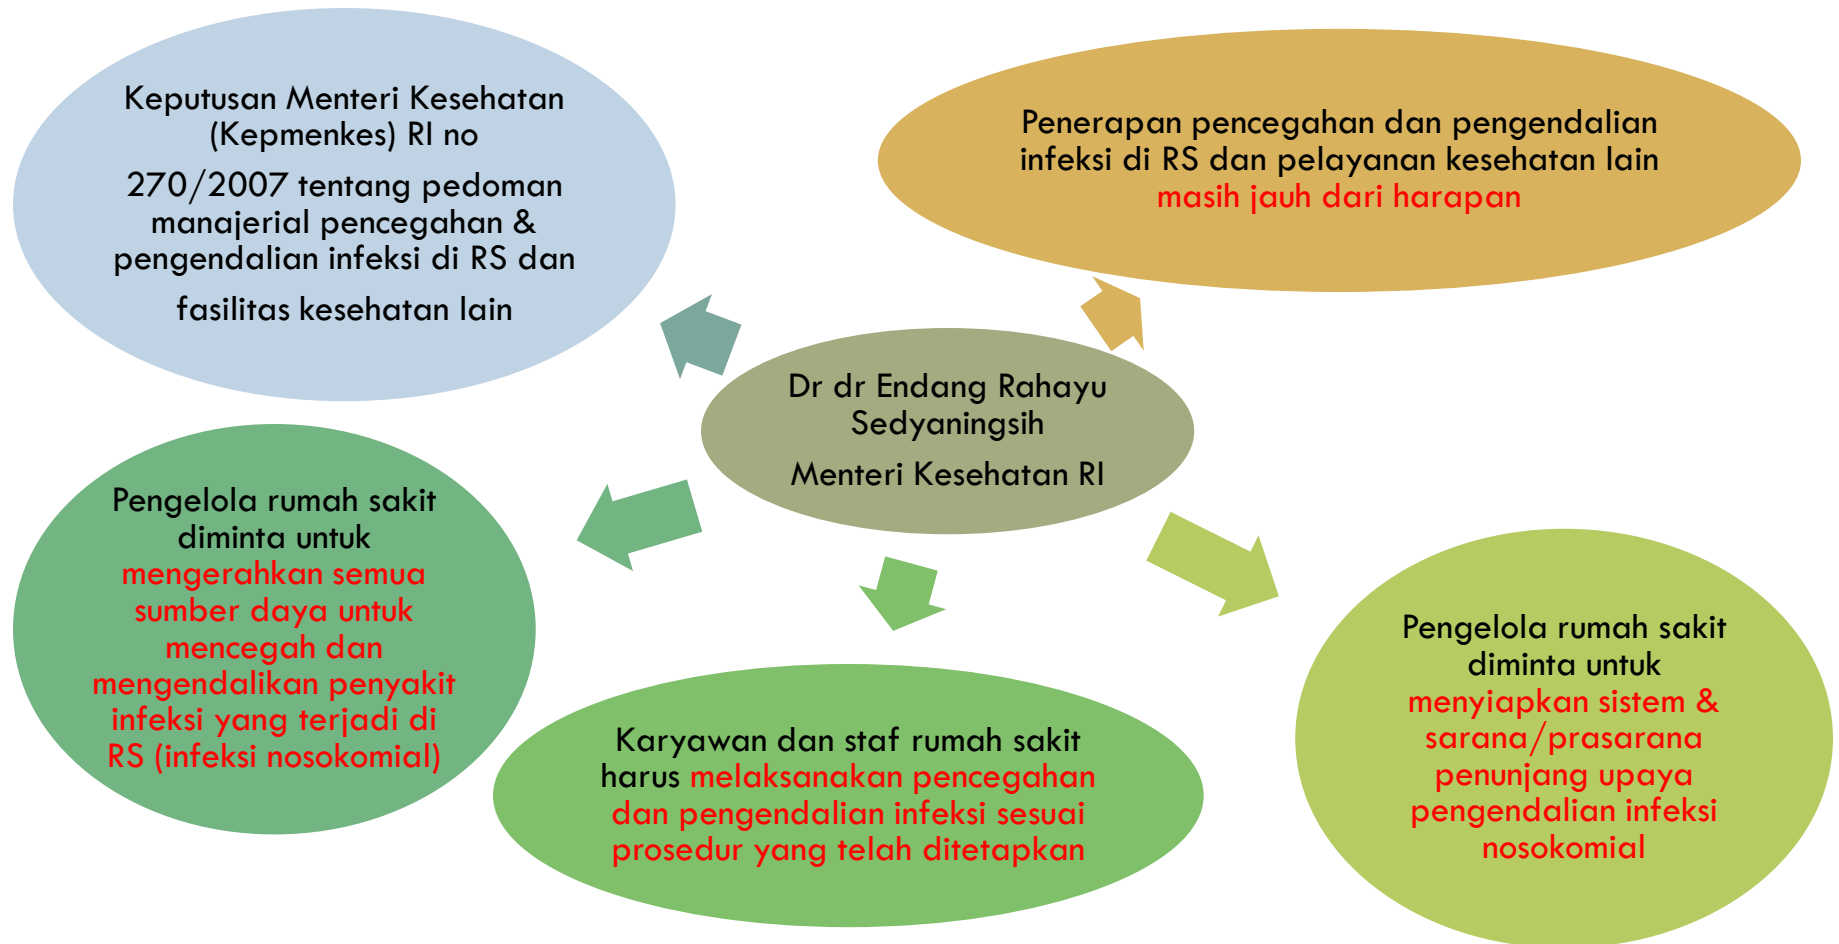 Keputusan Menteri Kesehatan
(Kepmenkes) RI no
270/2007 tentang pedoman
manajerial pencegahan &
pengendalian infeksi di RS dan
fasilitas kesehatan lain
Penerapan pencegahan dan pengendalian
infeksi di RS dan pelayanan kesehatan lain
masih jauh dari harapan
Dr dr Endang Rahayu
Sedyaningsih
Menteri Kesehatan RI
Pengelola rumah sakit
diminta untuk
mengerahkan semua
sumber daya untuk
mencegah dan
mengendalikan penyakit
infeksi yang terjadi di
RS (infeksi nosokomial)
Karyawan dan staf rumah sakit
harus melaksanakan pencegahan
dan pengendalian infeksi sesuai
prosedur yang telah ditetapkan
Pengelola rumah sakit
diminta untuk
menyiapkan sistem &
sarana/prasarana
penunjang upaya
pengendalian infeksi
nosokomial